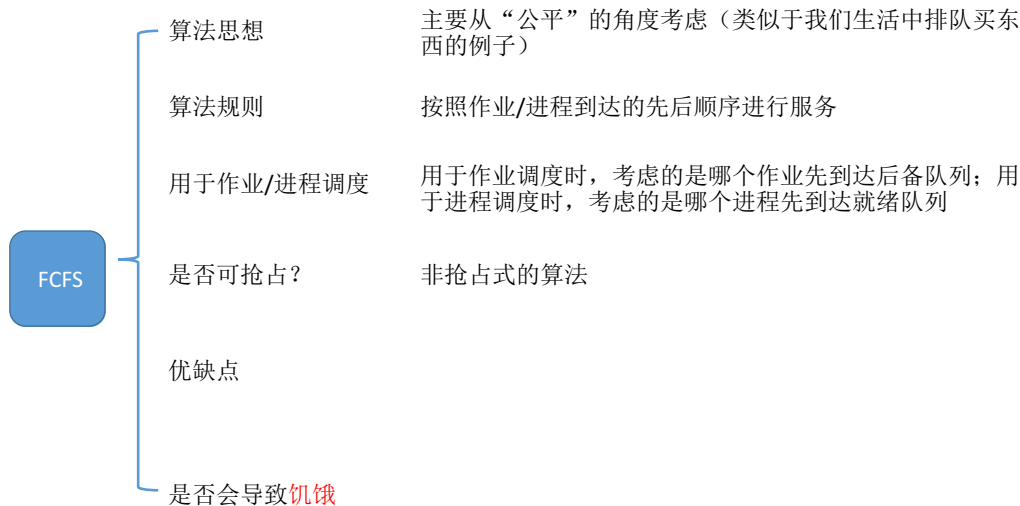 算法思想
主要从“公平”的角度考虑（类似于我们生活中排队买东
西的例子）
算法规则
按照作业/进程到达的先后顺序进行服务
用于作业/进程调度
用于作业调度时，考虑的是哪个作业先到达后备队列；用
于进程调度时，考虑的是哪个进程先到达就绪队列
FCFS
是否可抢占？
非抢占式的算法
优缺点
是否会导致饥饿